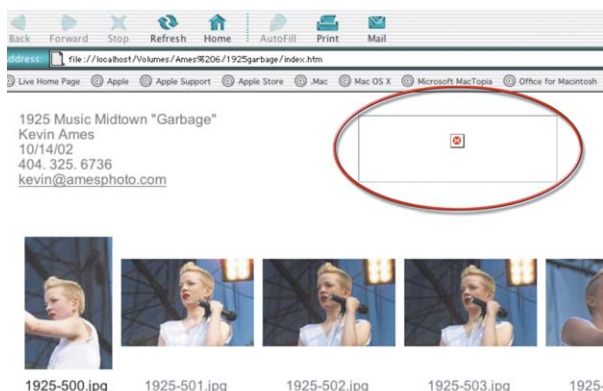 Back Forward Stop Refresh Home AutoFill Print Mail
Address: file://localhost/Volumes/Ames%206/1925garbage/index.htm
Live Home Page Apple Apple Support Apple Store .Mac Mac OS X Microsoft MacTopia Office for Macintosh
1925 Music Midtown "Garbage"
Kevin Ames
10/14/02
404. 325. 6736
kevin@amesphoto.com
1925-500.jpg 1925-501.jpg 1925-502.jpg 1925-503.jpg 1925-